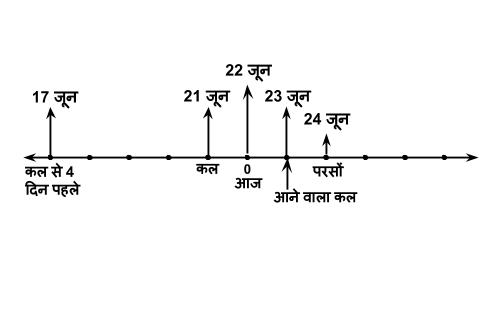 22 जून
17 जून
21 जून
23 जून
24 जून
कल से 4
दिन पहले
कल
0
आज
परसों
आने वाला कल